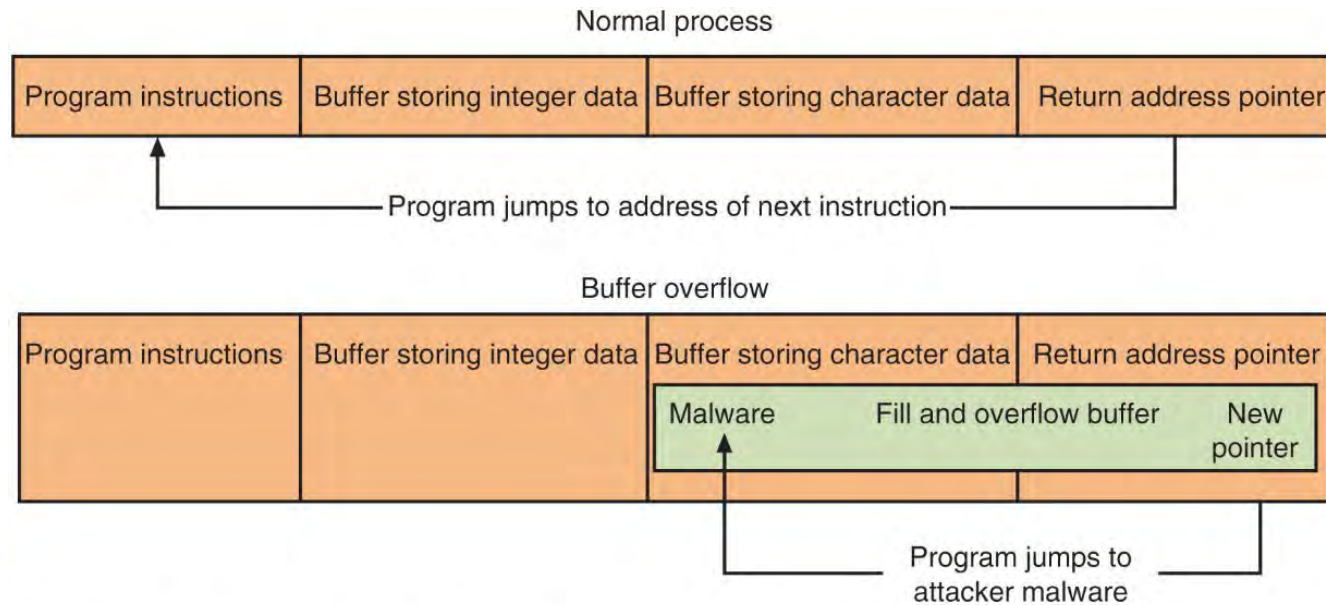 Normal process
Program instructions
Buffer storing integer data
Buffer storing character data
Return address pointer
Program jumps to address of next instruction
Buffer overflow
Program instructions
Buffer storing integer data
Buffer storing character data
Return address pointer
Malware
Fill and overflow buffer
New
pointer
Program jumps to
attacker malware